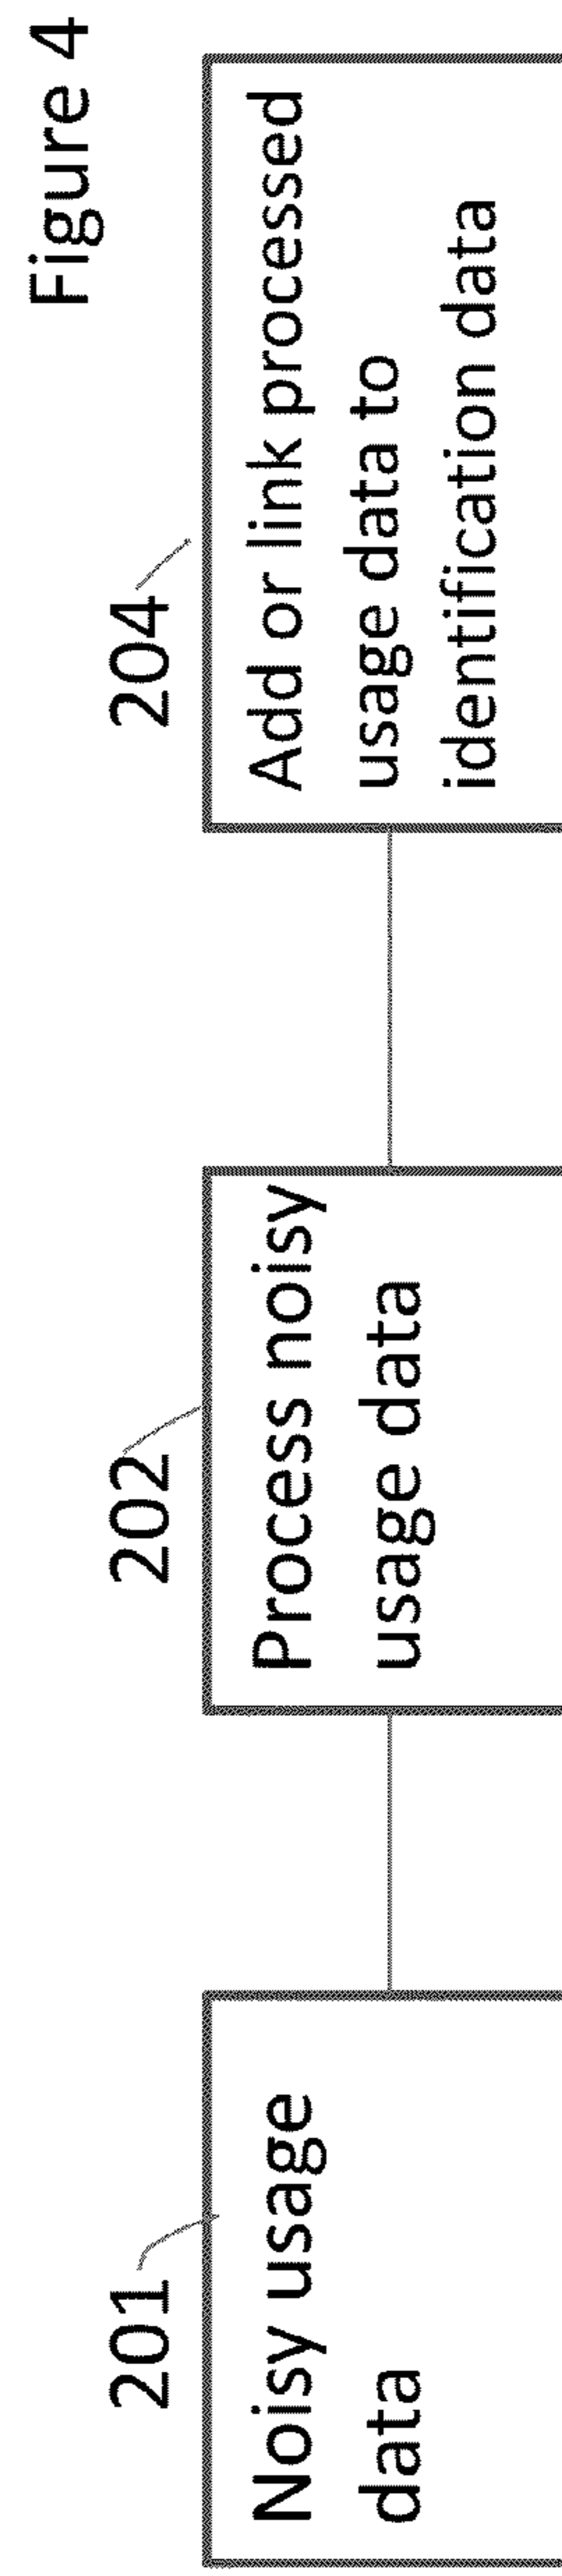 Figure 4
201
Noisy usage
data
202
Process noisy
usage data
204
Add or link processed
usage data to
identification data